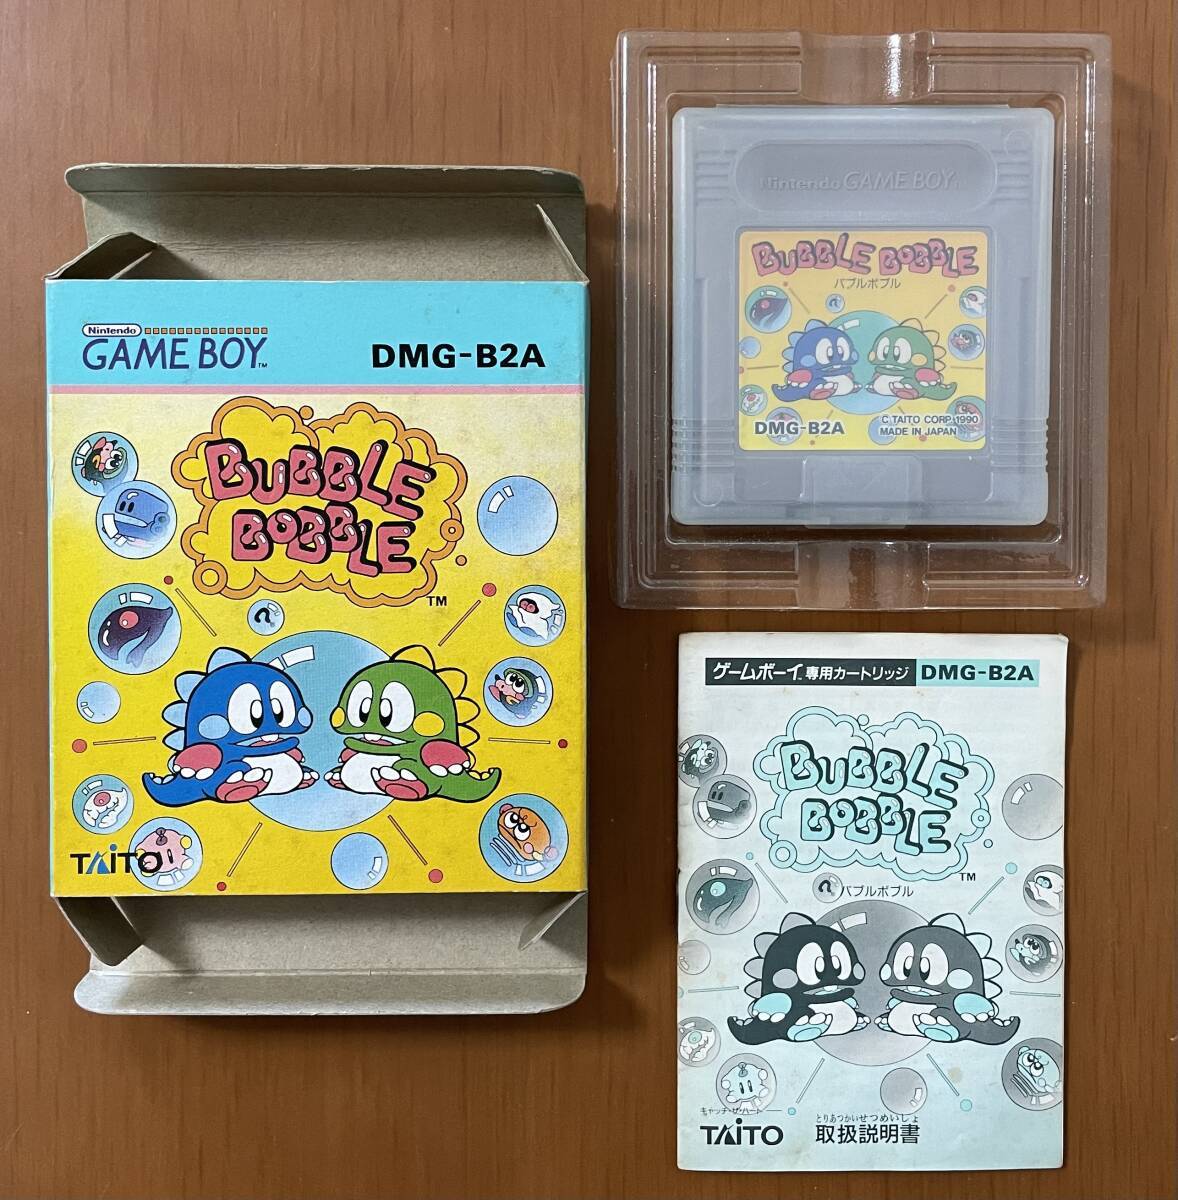 Nintendo
GAME BOY™
DMG-B2A
BUBBLE
BOBBLE
TM
?
TAITO
Nintendo GAME BOY™
BUBBLE BOBBLE
バブルボブル
?
DMG-B2A
© TAITO CORP. 1990
MADE IN JAPAN
ゲームボーイ™専用カートリッジ
DMG-B2A
BUBBLE
BOBBLE
TM
?
バブルボブル
キャッチ・ザ・ハート
TAITO
とりあつかいせつめいしょ
取扱説明書